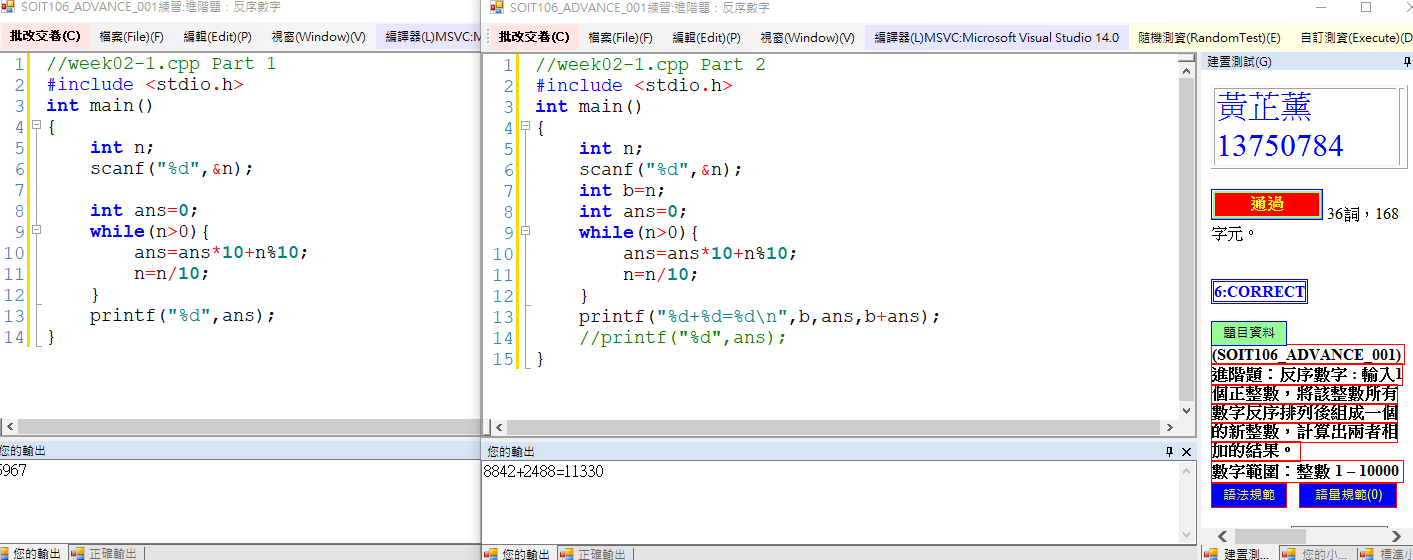 SOIT106_ADVANCE_001練習:進階題：反序數字
批改交卷(C) 檔案(File)(F) 編輯(Edit)(P) 視窗(Window)(V) 編譯器(L)MSVC:M
1 //week02-1.cpp Part 1
2 #include <stdio.h>
3 int main()
4 {
5 int n;
6 scanf("%d",&n);
7
8 int ans=0;
9 while(n>0){
10 ans=ans*10+n%10;
11 n=n/10;
12 }
13 printf("%d",ans);
14 }
您的輸出
5967
您的輸出 正確輸出
SOIT106_ADVANCE_001練習:進階題：反序數字
批改交卷(C) 檔案(File)(F) 編輯(Edit)(P) 視窗(Window)(V) 編譯器(L)MSVC:Microsoft Visual Studio 14.0 隨機測資(RandomTest)(E) 自訂測資(Execute)(D
1 //week02-1.cpp Part 2
2 #include <stdio.h>
3 int main()
4 {
5 int n;
6 scanf("%d",&n);
7 int b=n;
8 int ans=0;
9 while(n>0){
10 ans=ans*10+n%10;
11 n=n/10;
12 }
13 printf("%d+%d=%d\n",b,ans,b+ans);
14 //printf("%d",ans);
15 }
您的輸出
8842+2488=11330
您的輸出 正確輸出
建置測試(G)
黃芷薰
13750784
通過 36詞，168
字元。
6:CORRECT
題目資料
(SOIT106_ADVANCE_001)
進階題：反序數字：輸入1
個正整數，將該整數所有
數字反序排列後組成一個
的新整數，計算出兩者相
加的結果。
數字範圍：整數 1 – 10000
語法規範 語量規範(0)
建置測... 您的小... 標準小